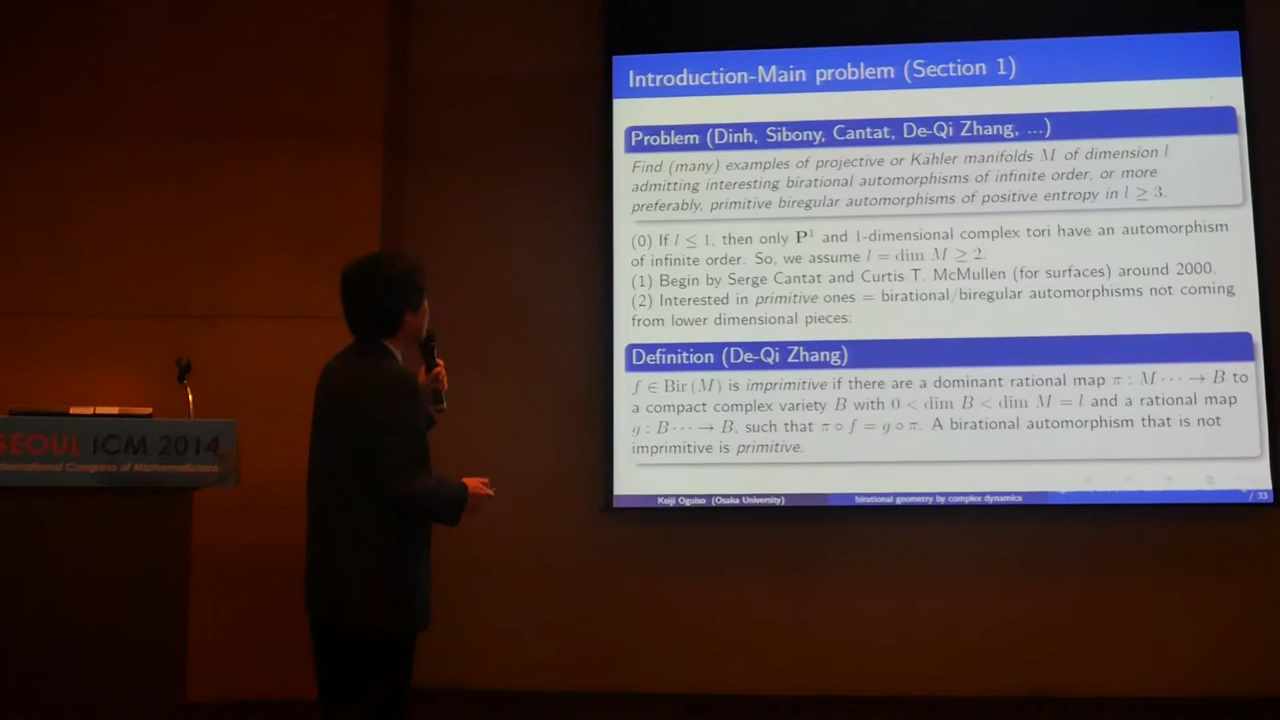 Introduction-Main problem (Section 1)
Problem (Dinh, Sibony, Cantat, De-Qi Zhang, ...)
Find (many) examples of projective or Kähler manifolds M of dimension l
admitting interesting birational automorphisms of infinite order, or more
preferably, primitive biregular automorphisms of positive entropy in l ≥ 3.
(0) If l ≤ 1, then only P¹ and 1-dimensional complex tori have an automorphism
of infinite order. So, we assume l = dim M ≥ 2.
(1) Begin by Serge Cantat and Curtis T. McMullen (for surfaces) around 2000.
(2) Interested in primitive ones = birational/biregular automorphisms not coming
from lower dimensional pieces:
Definition (De-Qi Zhang)
f ∈ Bir (M) is imprimitive if there are a dominant rational map π : M ··· → B to
a compact complex variety B with 0 < dim B < dim M = l and a rational map
g : B ··· → B, such that π ∘ f = g ∘ π. A birational automorphism that is not
imprimitive is primitive.
Keiji Oguiso (Osaka University)
birational geometry by complex dynamics
/ 33
SEOUL ICM 2014
International Congress of Mathematicians